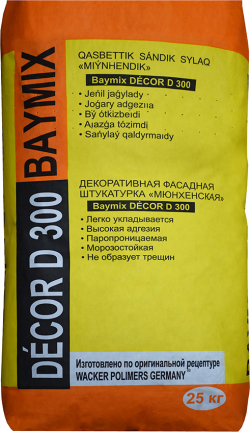 DÉCOR D 300 BAYMIX
QASBETTIK SÁNDIK SYLAQ
«MIÝNHENDIK»
Baymix DÉCOR D 300
• Jeńil jaǵylady
• Joǵary adgezıa
• Bý ótkizbeıdi
• Aıazǵa tózimdi
• Sańylaý qaldyrmaıdy
ДЕКОРАТИВНАЯ ФАСАДНАЯ
ШТУКАТУРКА «МЮНХЕНСКАЯ»
Baymix DÉCOR D 300
• Легко укладывается
• Высокая адгезия
• Паропроницаемая
• Морозостойкая
• Не образует трещин
Изготовлено по оригинальной рецептуре
WACKER POLIMERS GERMANY
25 кг